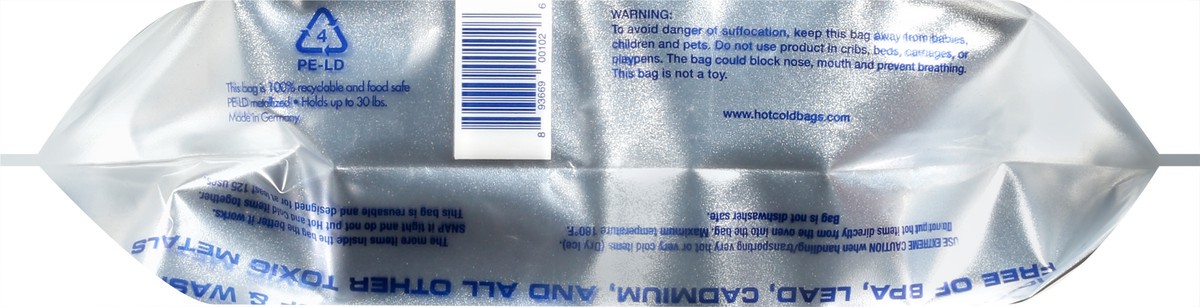 4
PE-LD
This bag is 100% recyclable and food safe
PE-LD metallized • Holds up to 30 lbs.
Made in Germany.
8 93669 00102 6
WARNING:
To avoid danger of suffocation, keep this bag away from babies,
children and pets. Do not use product in cribs, beds, carriages, or
playpens. The bag could block nose, mouth and prevent breathing.
This bag is not a toy.
www.hotcoldbags.com
USE EXTREME CAUTION when handling/transporting very hot or very cold items (Dry Ice).
Do not put hot items directly from the oven into the bag. Maximum temperature 180°F.
Bag is not dishwasher safe.
The more items inside the bag the better it works.
SNAP it tight and do not put Hot and Cold items together.
This bag is reusable and designed for at least 125 uses.
FREE OF BPA, LEAD, CADMIUM, AND ALL OTHER TOXIC METALS
& WAS